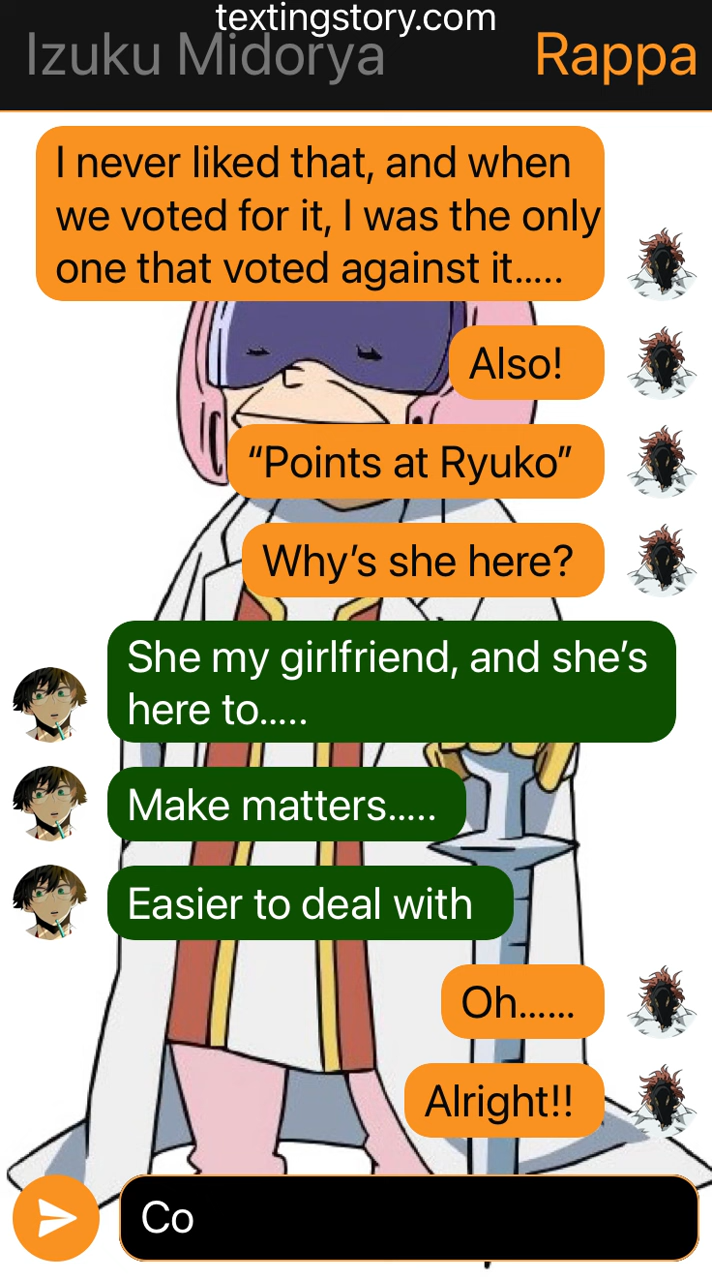 textingstory.com
Izuku Midorya
Rappa
I never liked that, and when
we voted for it, I was the only
one that voted against it.....
Also!
“Points at Ryuko”
Why’s she here?
She my girlfriend, and she’s
here to.....
Make matters.....
Easier to deal with
Oh......
Alright!!
Co